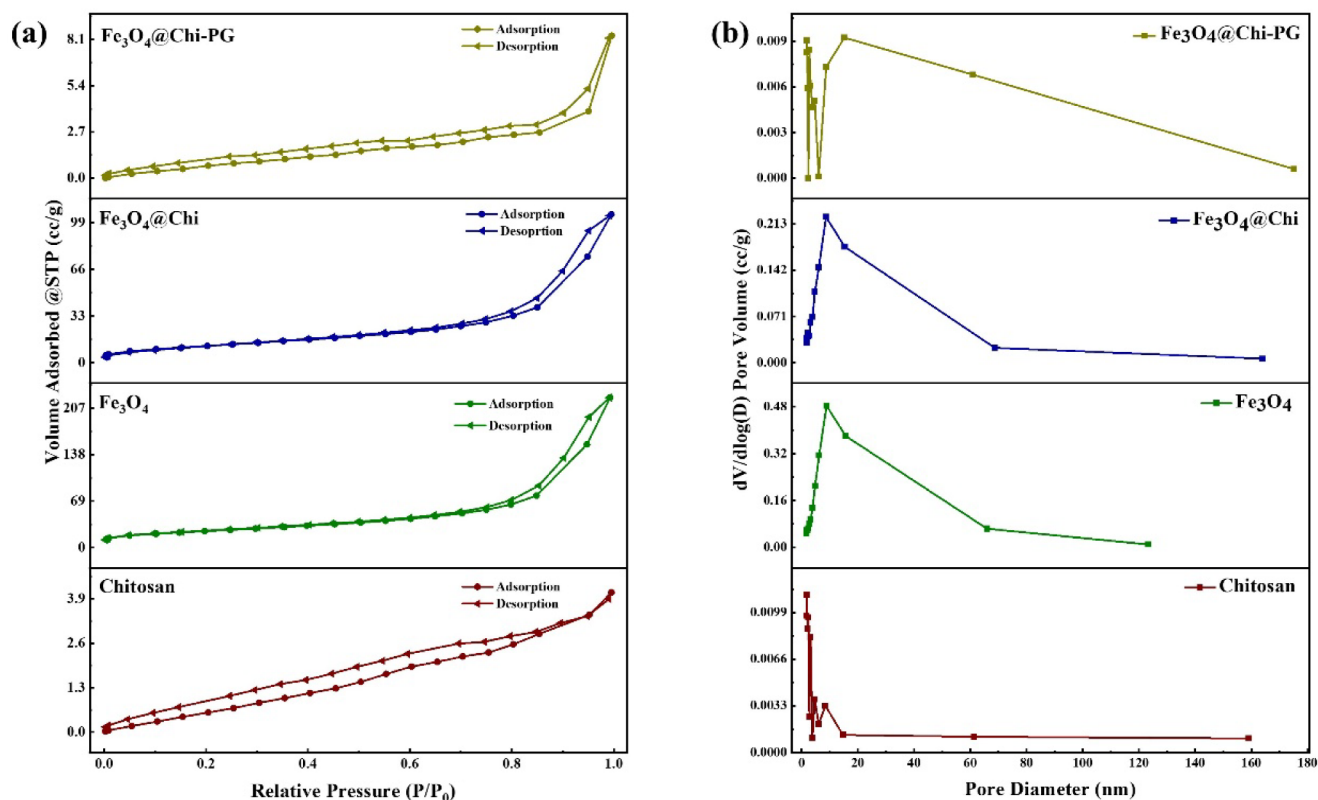 (a)
Fe3O4@Chi-PG
Adsorption
Desorption
8.1
5.4
2.7
0.0
Fe3O4@Chi
Adsorption
Desoprtion
99
66
33
0
Fe3O4
Adsorption
Desorption
207
138
69
0
Chitosan
Adsorption
Desorption
3.9
2.6
1.3
0.0
0.0 0.2 0.4 0.6 0.8 1.0
Volume Adsorbed @STP (cc/g)
Relative Pressure (P/P0)
(b)
Fe3O4@Chi-PG
0.009
0.006
0.003
0.000
Fe3O4@Chi
0.213
0.142
0.071
0.000
Fe3O4
0.48
0.32
0.16
0.00
Chitosan
0.0099
0.0066
0.0033
0.0000
0 20 40 60 80 100 120 140 160 180
dV/dlog(D) Pore Volume (cc/g)
Pore Diameter (nm)